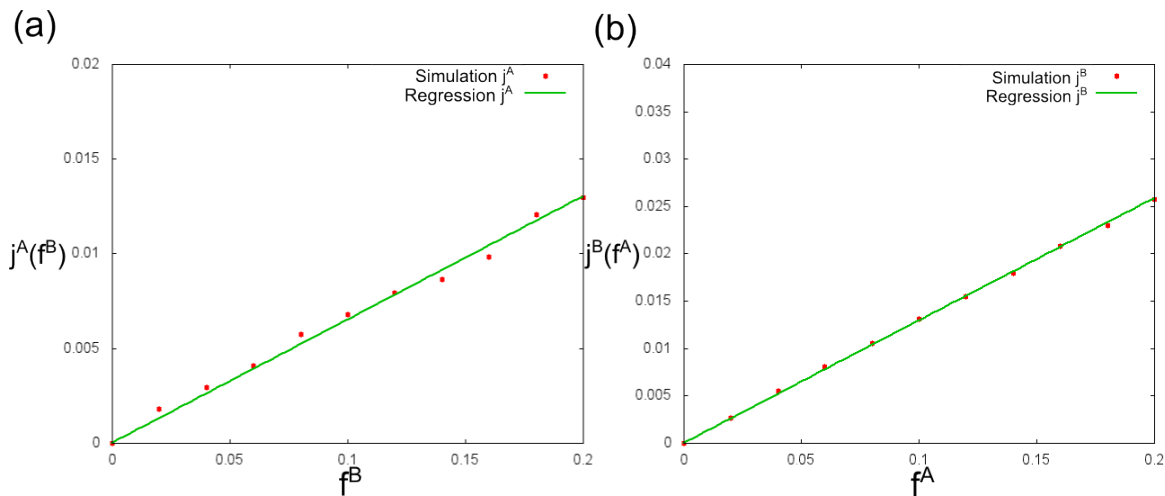 (a)
0.02
0.015
0.01
0.005
0
j^A(f^B)
Simulation j^A
Regression j^A
0
0.05
0.1
0.15
0.2
f^B
(b)
0.04
0.035
0.03
0.025
0.02
0.015
0.01
0.005
0
j^B(f^A)
Simulation j^B
Regression j^B
0
0.05
0.1
0.15
0.2
f^A